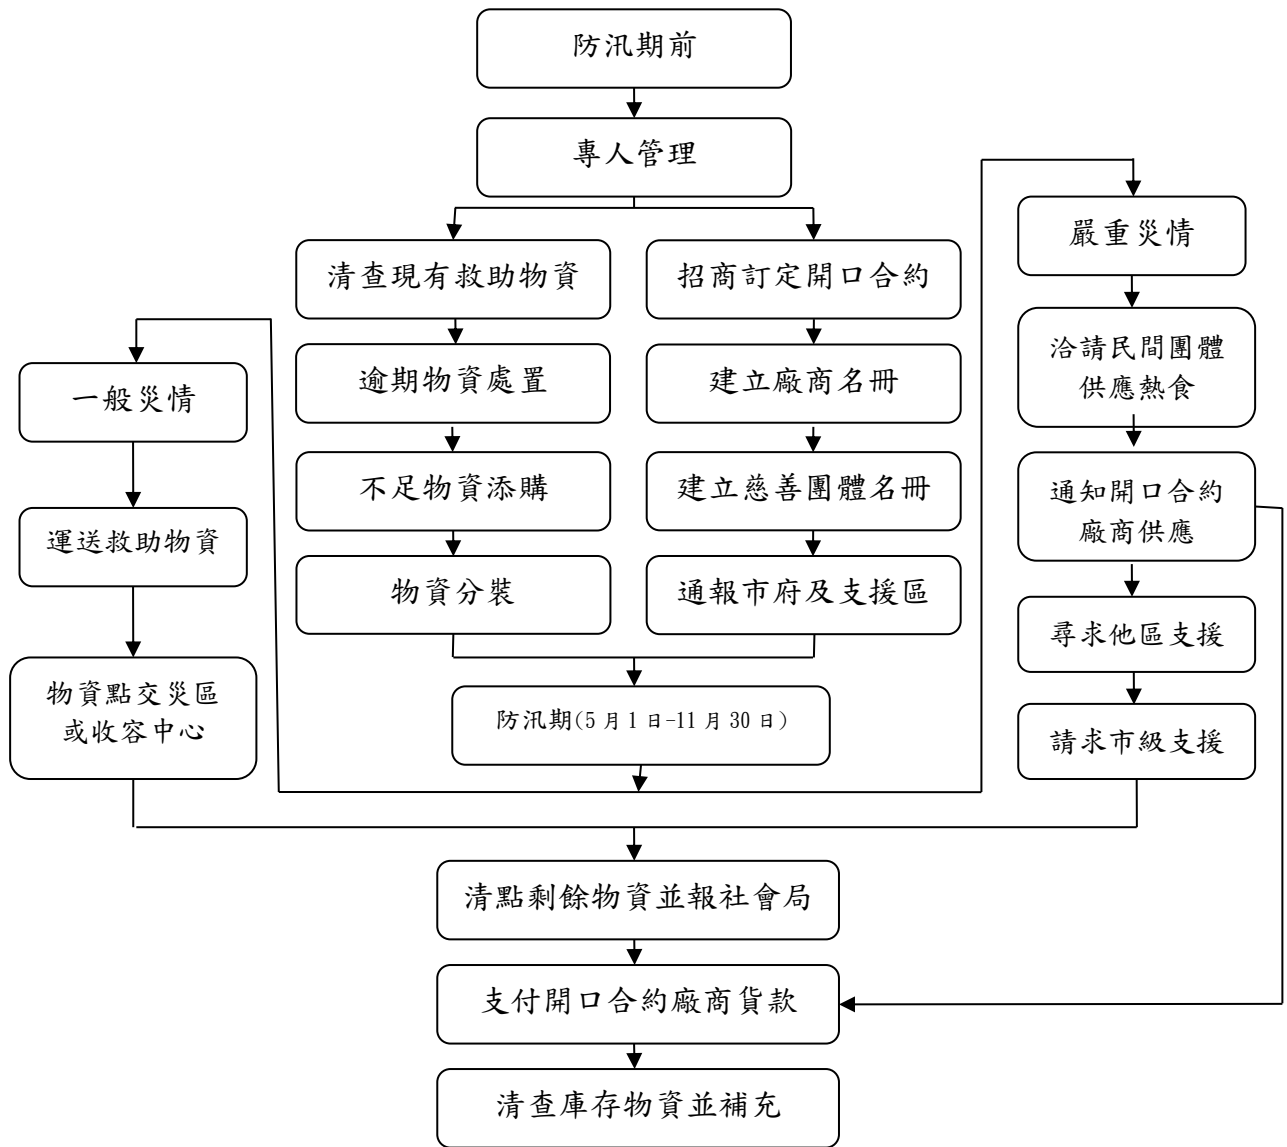 防汛期前
專人管理
清查現有救助物資
逾期物資處置
不足物資添購
物資分裝
招商訂定開口合約
建立廠商名冊
建立慈善團體名冊
通報市府及支援區
防汛期(5月1日-11月30日)
一般災情
運送救助物資
物資點交災區
或收容中心
嚴重災情
洽請民間團體
供應熱食
通知開口合約
廠商供應
尋求他區支援
請求市級支援
清點剩餘物資並報社會局
支付開口合約廠商貨款
清查庫存物資並補充